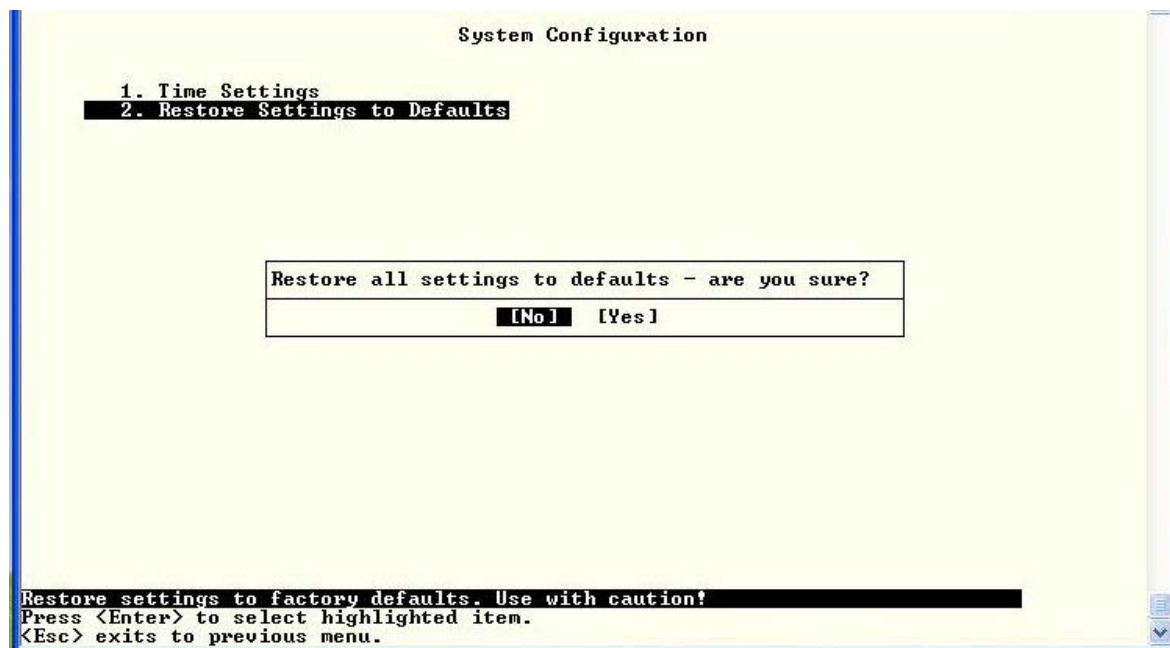 System Configuration
1. Time Settings
2. Restore Settings to Defaults
Restore all settings to defaults - are you sure?
[No] [Yes]
Restore settings to factory defaults. Use with caution!
Press <Enter> to select highlighted item.
<Esc> exits to previous menu.